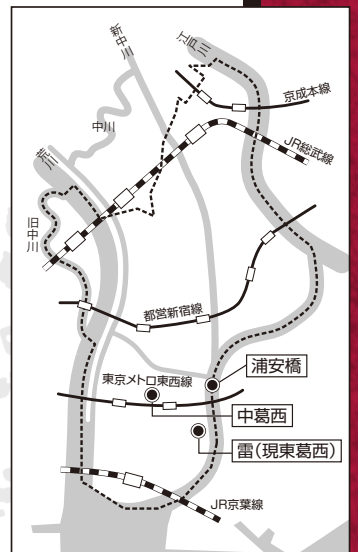 新中川
江戸川
京成本線
中川
JR総武線
荒川
旧中川
都営新宿線
浦安橋
東京メトロ東西線
中葛西
雷(現東葛西)
JR京葉線